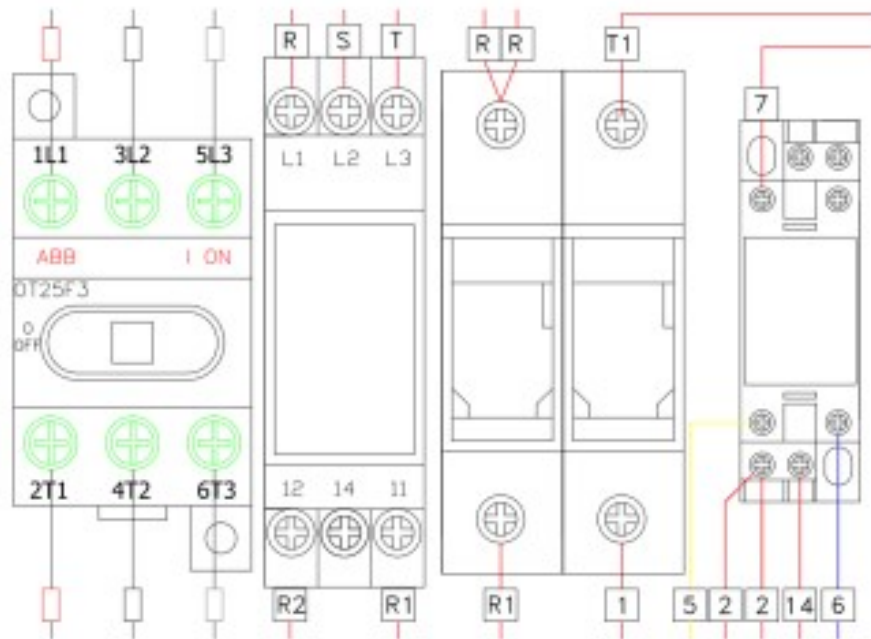 R S T R R T1
7
1L1 3L2 5L3
L1 L2 L3
ABB I ON
OT25F3
O
OFF
2T1 4T2 6T3
12 14 11
R2 R1 R1 1 5 2 2 14 6